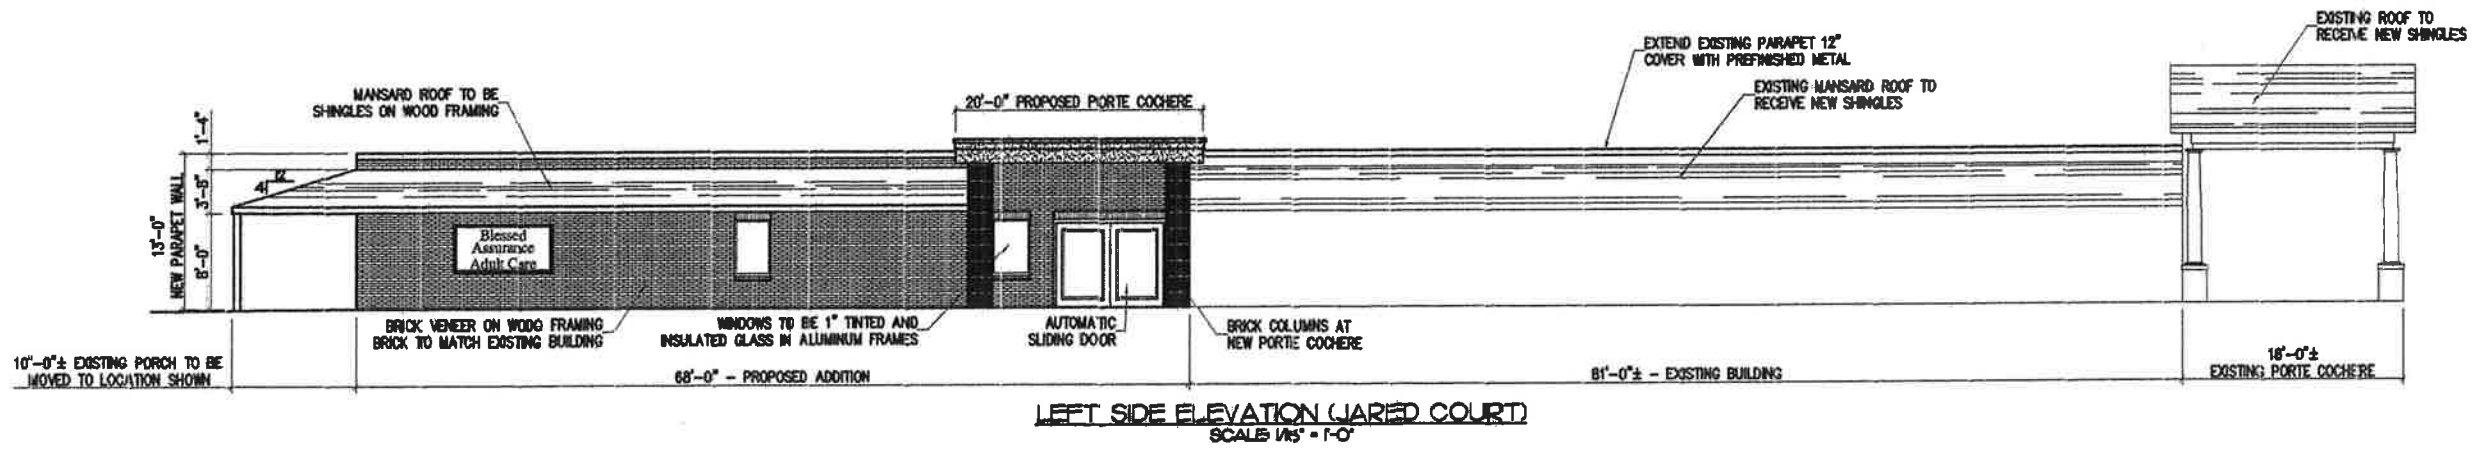 EXISTING ROOF TO
RECEIVE NEW SHINGLES
EXTEND EXISTING PARAPET 12"
COVER WITH PREFINISHED METAL
EXISTING MANSARD ROOF TO
RECEIVE NEW SHINGLES
MANSARD ROOF TO BE
SHINGLES ON WOOD FRAMING
20'-0" PROPOSED PORTE COCHERE
1'-4"
3'-8"
8'-0"
13'-0"
NEW PARAPET WALL
12
4
Blessed
Assurance
Adult Care
BRICK VENEER ON WOOD FRAMING
BRICK TO MATCH EXISTING BUILDING
WINDOWS TO BE 1" TINTED AND
INSULATED GLASS IN ALUMINUM FRAMES
AUTOMATIC
SLIDING DOOR
BRICK COLUMNS AT
NEW PORTE COCHERE
10'-0"± EXISTING PORCH TO BE
MOVED TO LOCATION SHOWN
68'-0" - PROPOSED ADDITION
81'-0"± - EXISTING BUILDING
18'-0"±
EXISTING PORTE COCHERE
LEFT SIDE ELEVATION (JARED COURT)
SCALE: = 1'-0"